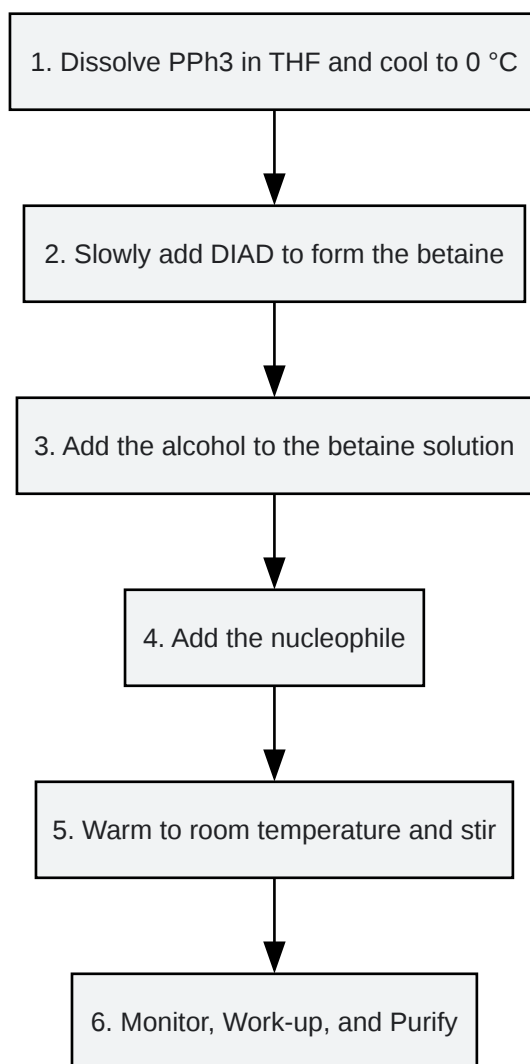 1. Dissolve PPh3 in THF and cool to 0 °C
2. Slowly add DIAD to form the betaine
3. Add the alcohol to the betaine solution
4. Add the nucleophile
5. Warm to room temperature and stir
6. Monitor, Work-up, and Purify